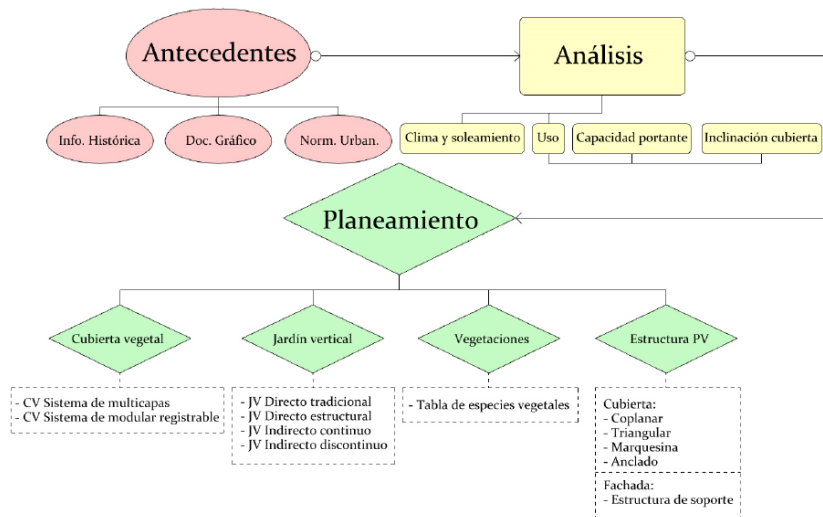 Antecedentes
Análisis
Info. Histórica
Doc. Gráfico
Norm. Urban.
Clima y soleamiento
Uso
Capacidad portante
Inclinación cubierta
Planeamiento
Cubierta vegetal
Jardín vertical
Vegetaciones
Estructura PV
- CV Sistema de multicapas
- CV Sistema de modular registrable
- JV Directo tradicional
- JV Directo estructural
- JV Indirecto continuo
- JV Indirecto discontinuo
- Tabla de especies vegetales
Cubierta:
- Coplanar
- Triangular
- Marquesina
- Anclado
Fachada:
- Estructura de soporte